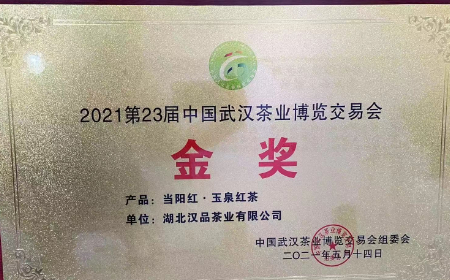 2021第23届中国武汉茶业博览交易会
金奖
产品：当阳红·玉泉红茶
单位：湖北汉品茶业有限公司
中国武汉茶业博览交易会组委会
二〇二一年五月十四日